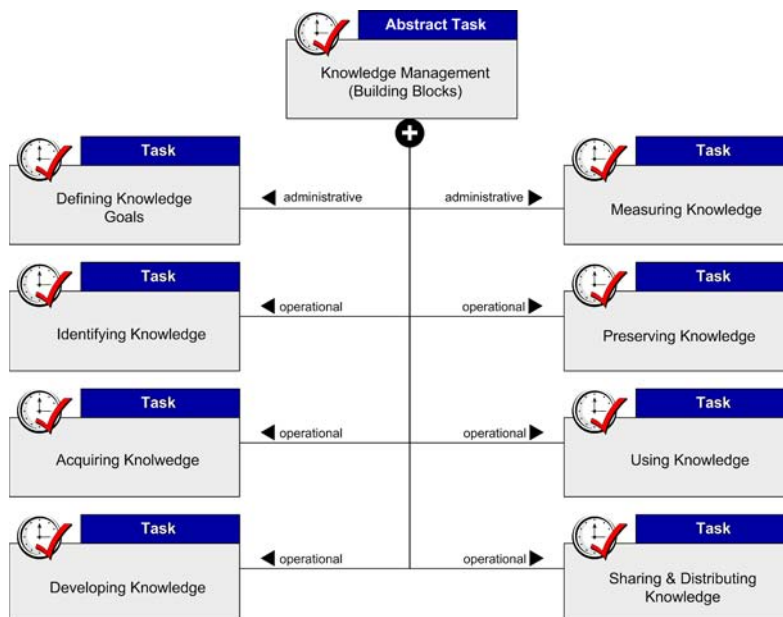 Abstract Task
Knowledge Management
(Building Blocks)
Task
Defining Knowledge
Goals
administrative
administrative
Task
Measuring Knowledge
Task
Identifying Knowledge
operational
operational
Task
Preserving Knowledge
Task
Acquiring Knolwedge
operational
operational
Task
Using Knowledge
Task
Developing Knowledge
operational
operational
Task
Sharing & Distributing
Knowledge